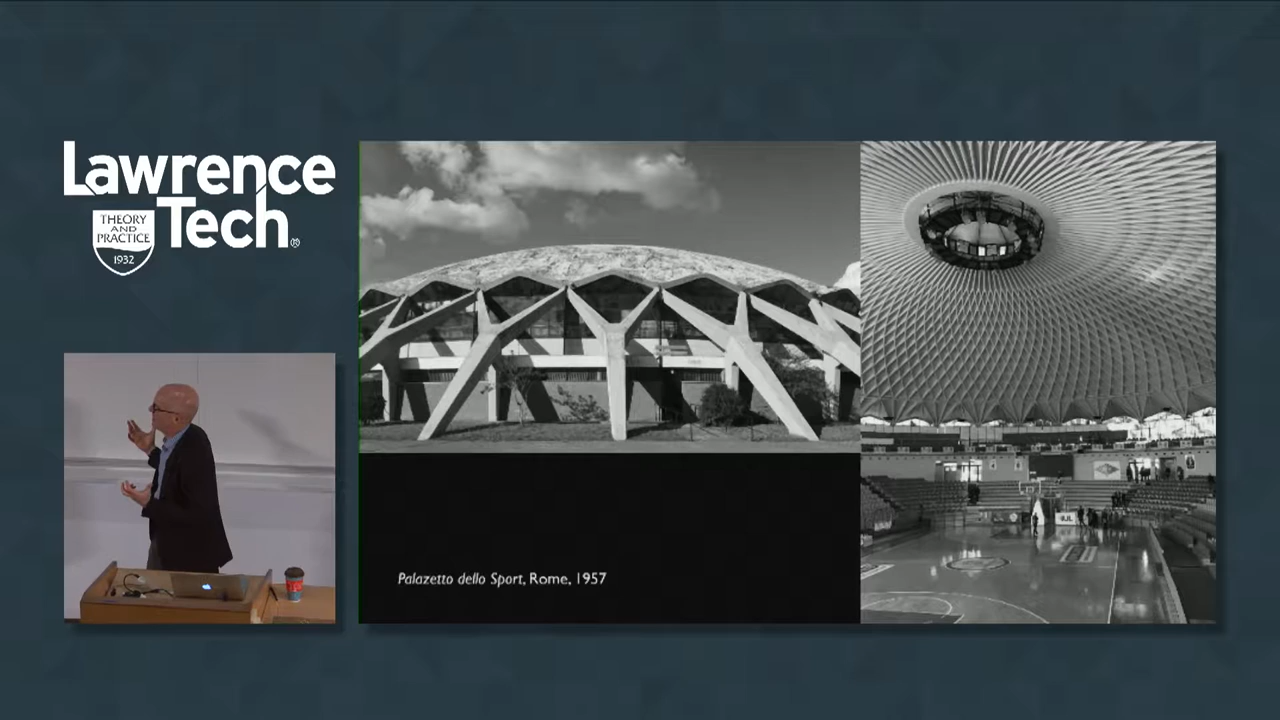 Lawrence
Tech®
THEORY
AND
PRACTICE
1932
Palazetto dello Sport, Rome, 1957